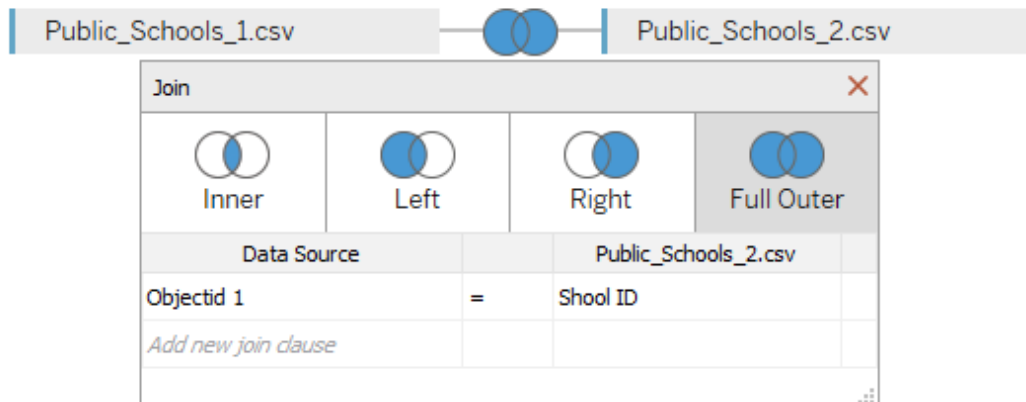 Public_Schools_1.csv Public_Schools_2.csv
Join
Inner Left Right Full Outer
Data Source Public_Schools_2.csv
Objectid 1 = Shool ID
Add new join clause